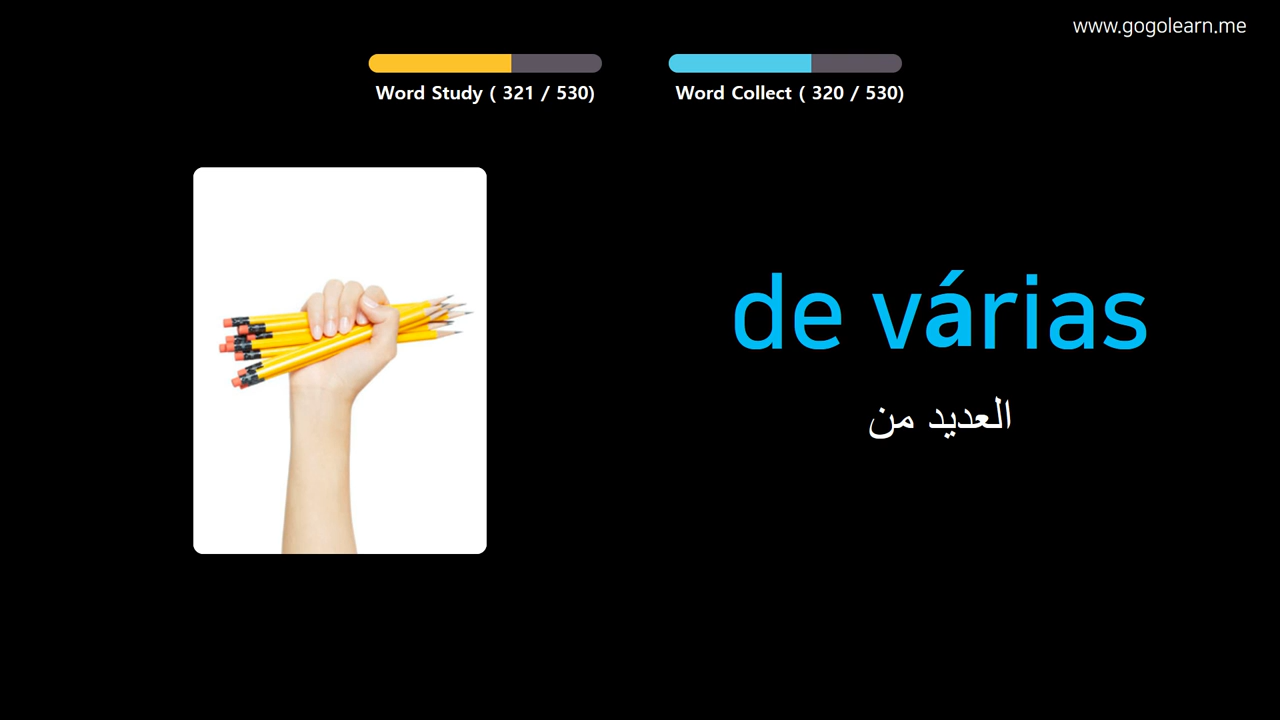 www.gogolearn.me
Word Study ( 321 / 530)
Word Collect ( 320 / 530)
de várias
العديد من